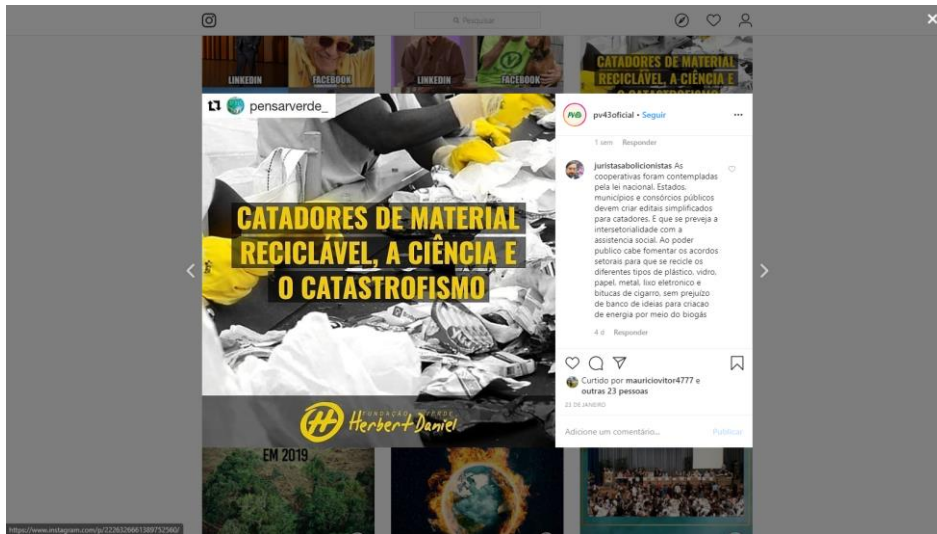 Pesquisar
LINKEDIN
FACEBOOK
LINKEDIN
FACEBOOK
CATADORES DE MATERIAL
RECICLÁVEL, A CIÊNCIA E
O CATASTROFISMO
pensarverde_
CATADORES DE MATERIAL
RECICLÁVEL, A CIÊNCIA E
O CATASTROFISMO
FUNDAÇÃO VERDE
Herbert Daniel
pv43oficial • Seguir
1 sem Responder
juristasabolicionistas As
cooperativas foram contempladas
pela lei nacional. Estados,
municípios e consórcios públicos
devem criar editais simplificados
para catadores. E que se preveja a
intersetorialidade com a
assistencia social. Ao poder
publico cabe fomentar os acordos
setorais para que se recicle os
diferentes tipos de plástico, vidro,
papel, metal, lixo eletronico e
bitucas de cigarro, sem prejuízo
de banco de ideias para criacao
de energia por meio do biogás
4 d Responder
Curtido por mauriciovitor4777 e
outras 23 pessoas
23 DE JANEIRO
Adicione um comentário... Publicar
EM 2019
https://www.instagram.com/p/2226326661389752560/